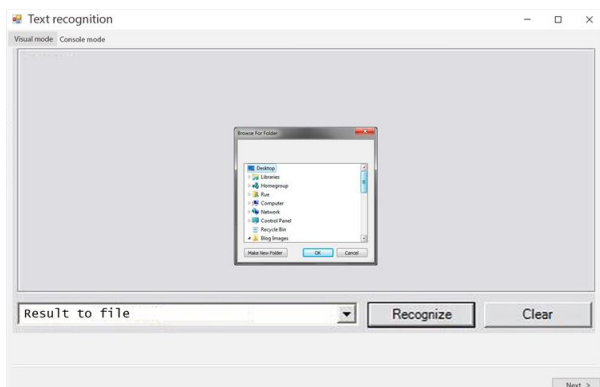 Text recognition
Visual mode Console mode
Browse For Folder
Desktop
Libraries
Homegroup
Rue
Computer
Network
Control Panel
Recycle Bin
Blog Images
Make New Folder OK Cancel
Result to file Recognize Clear
Next >